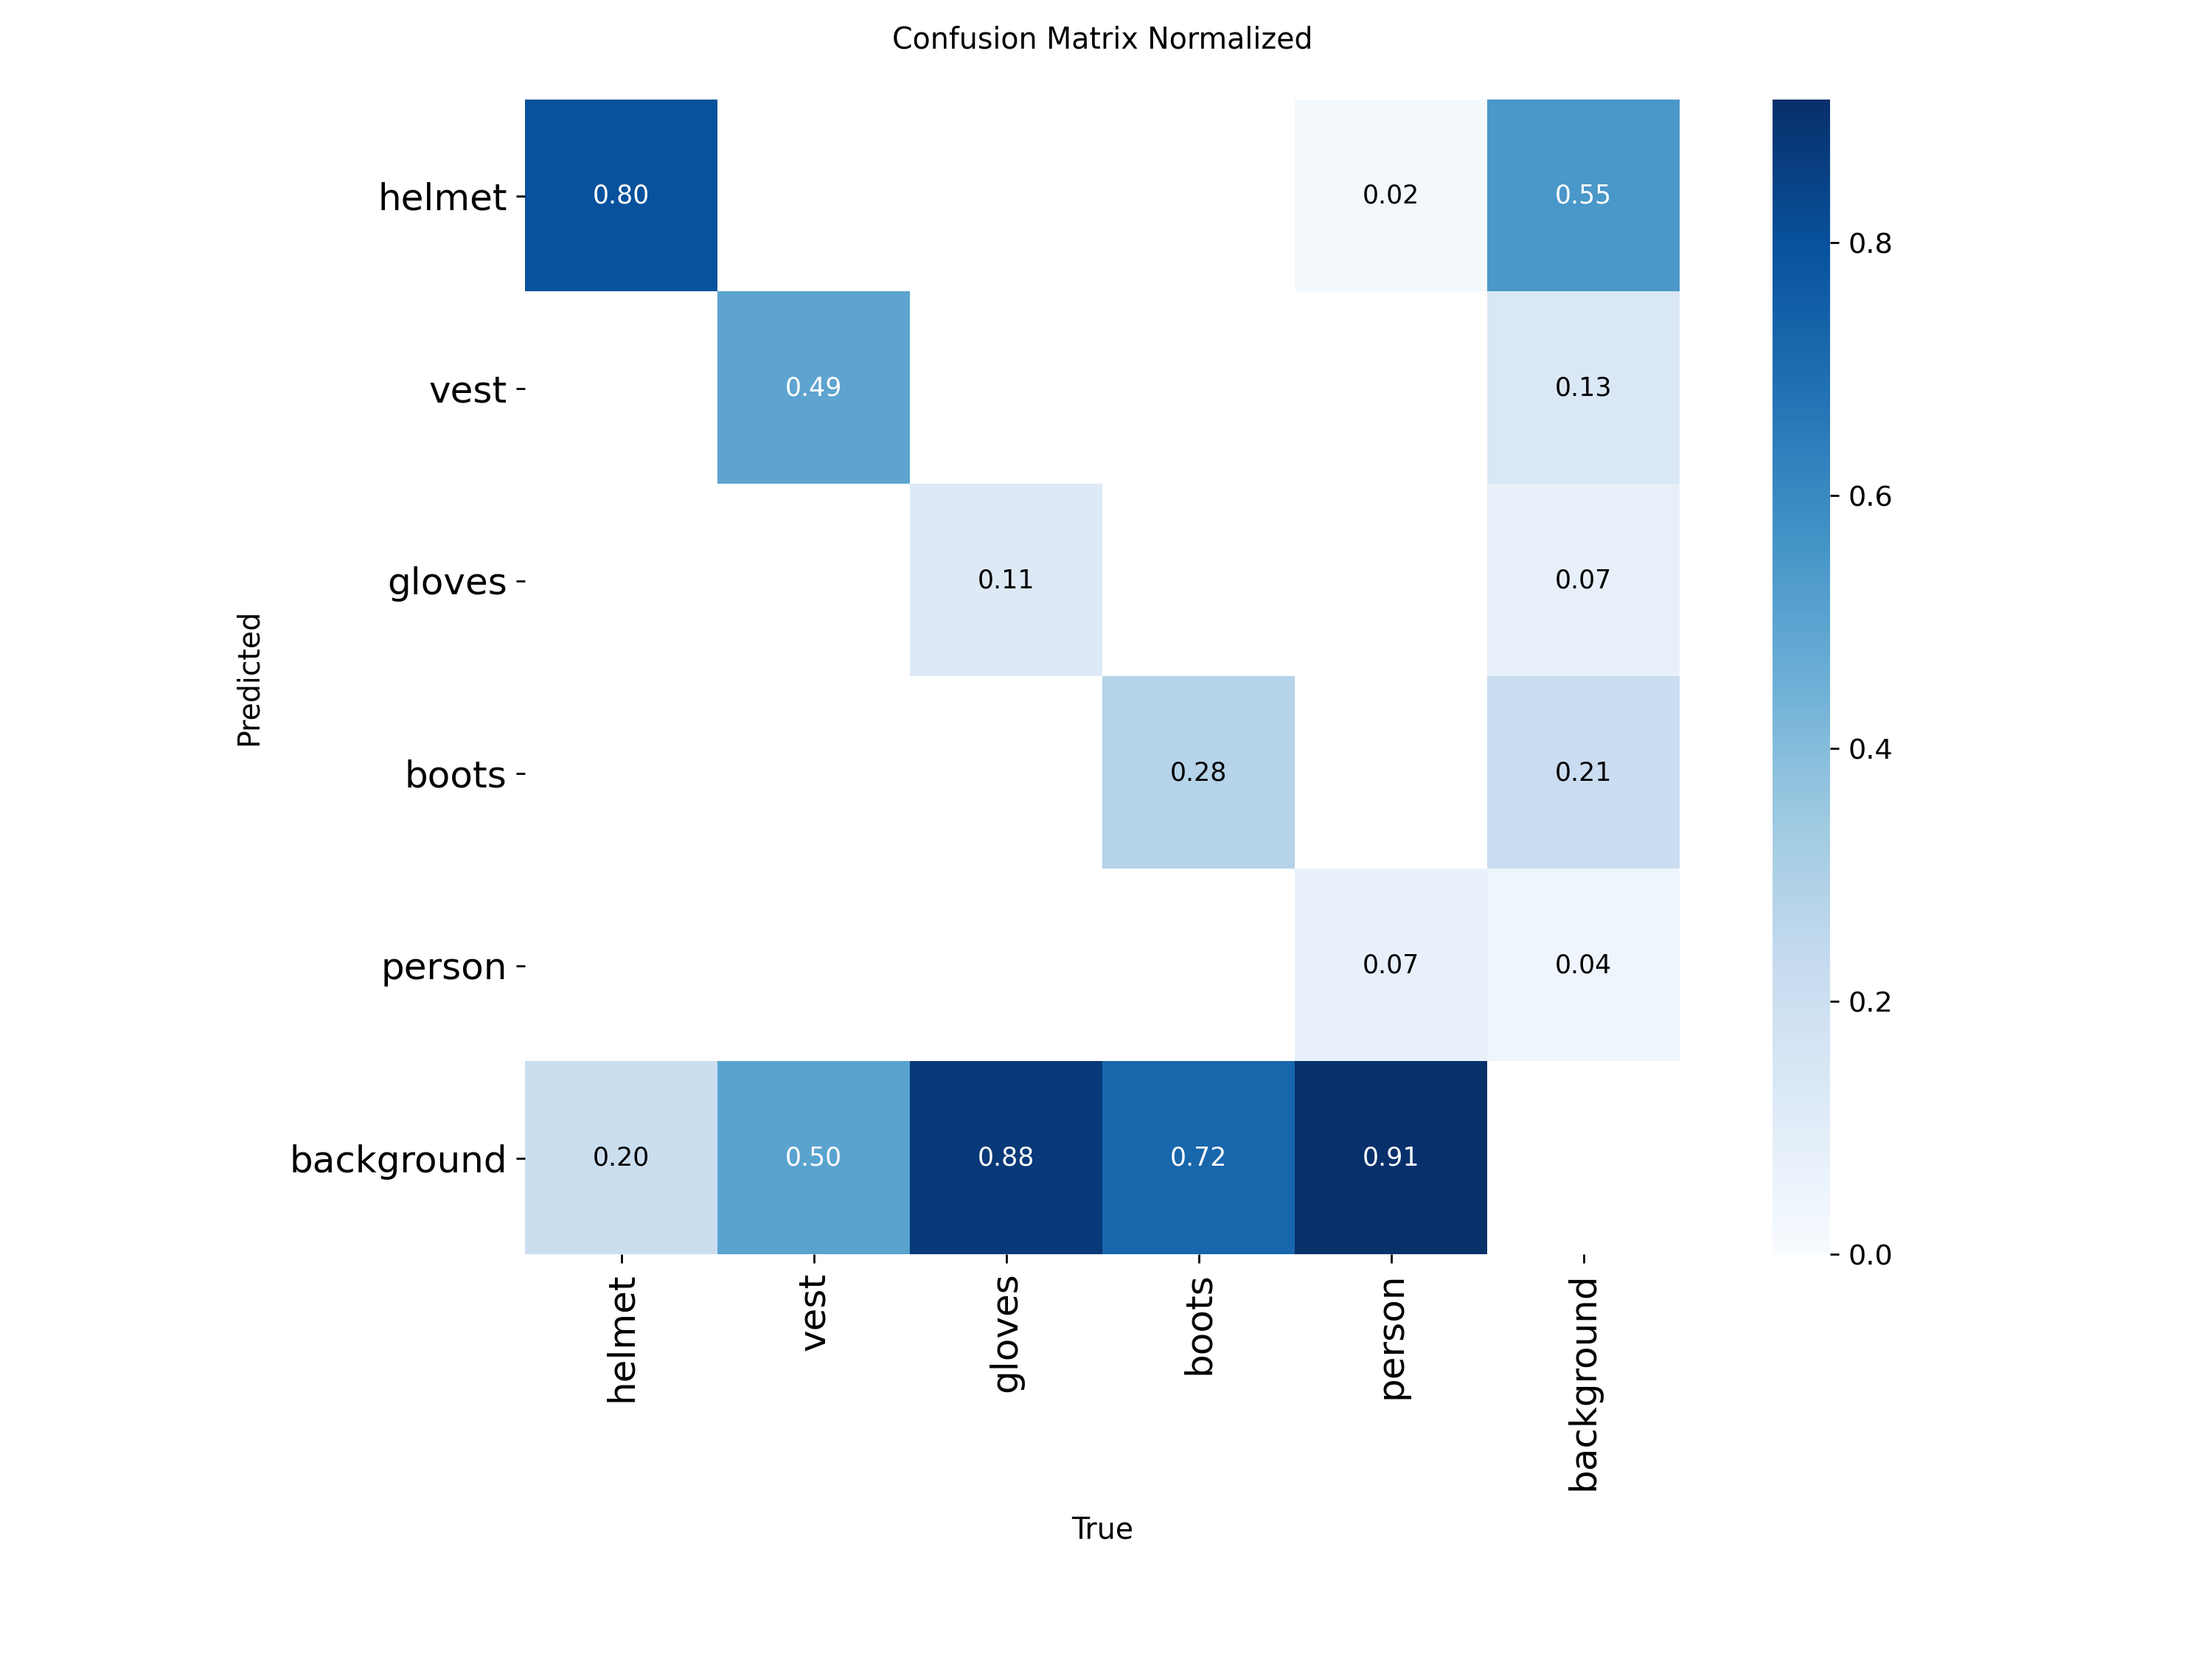 Confusion Matrix Normalized
helmet
0.80
0.02
0.55
vest
0.49
0.13
gloves
0.11
0.07
boots
0.28
0.21
person
0.07
0.04
background
0.20
0.50
0.88
0.72
0.91
Predicted
helmet
vest
gloves
boots
person
background
True
0.8
0.6
0.4
0.2
0.0